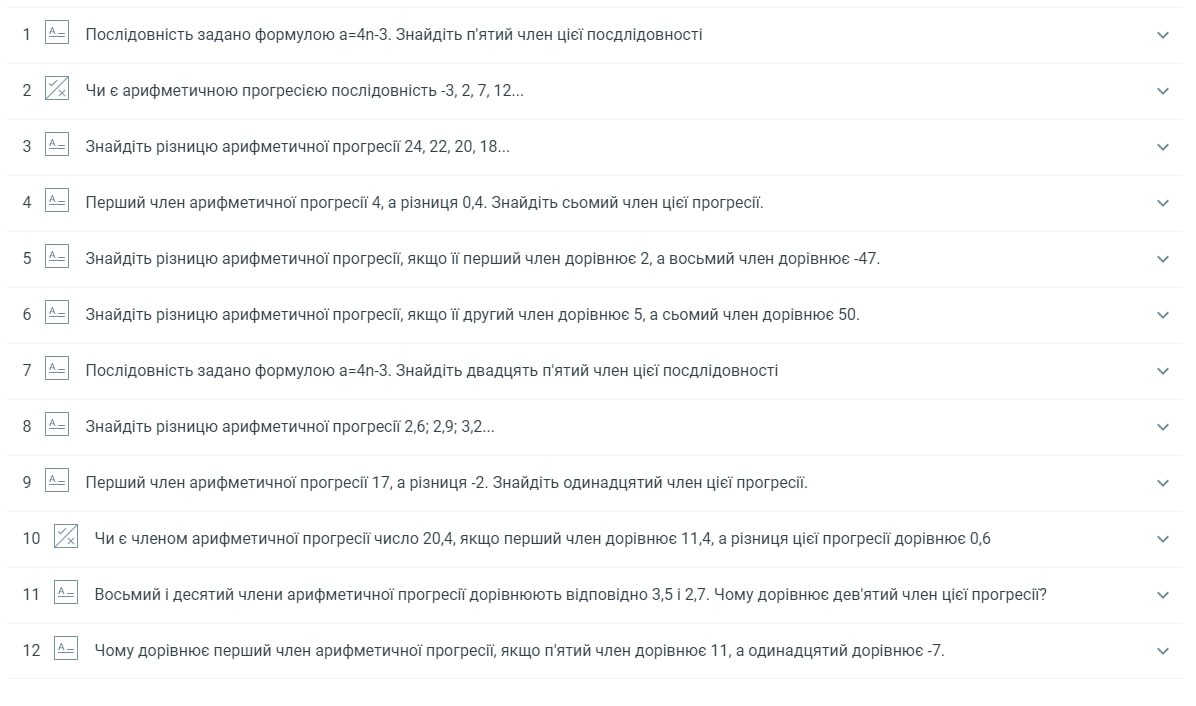 1 Послідовність задано формулою a=4n-3. Знайдіть п'ятий член цієї посдлідовності
2 Чи є арифметичною прогресією послідовність -3, 2, 7, 12...
3 Знайдіть різницю арифметичної прогресії 24, 22, 20, 18...
4 Перший член арифметичної прогресії 4, а різниця 0,4. Знайдіть сьомий член цієї прогресії.
5 Знайдіть різницю арифметичної прогресії, якщо її перший член дорівнює 2, а восьмий член дорівнює -47.
6 Знайдіть різницю арифметичної прогресії, якщо її другий член дорівнює 5, а сьомий член дорівнює 50.
7 Послідовність задано формулою a=4n-3. Знайдіть двадцять п'ятий член цієї посдлідовності
8 Знайдіть різницю арифметичної прогресії 2,6; 2,9; 3,2...
9 Перший член арифметичної прогресії 17, а різниця -2. Знайдіть одинадцятий член цієї прогресії.
10 Чи є членом арифметичної прогресії число 20,4, якщо перший член дорівнює 11,4, а різниця цієї прогресії дорівнює 0,6
11 Восьмий і десятий члени арифметичної прогресії дорівнюють відповідно 3,5 і 2,7. Чому дорівнює дев'ятий член цієї прогресії?
12 Чому дорівнює перший член арифметичної прогресії, якщо п'ятий член дорівнює 11, а одинадцятий дорівнює -7.